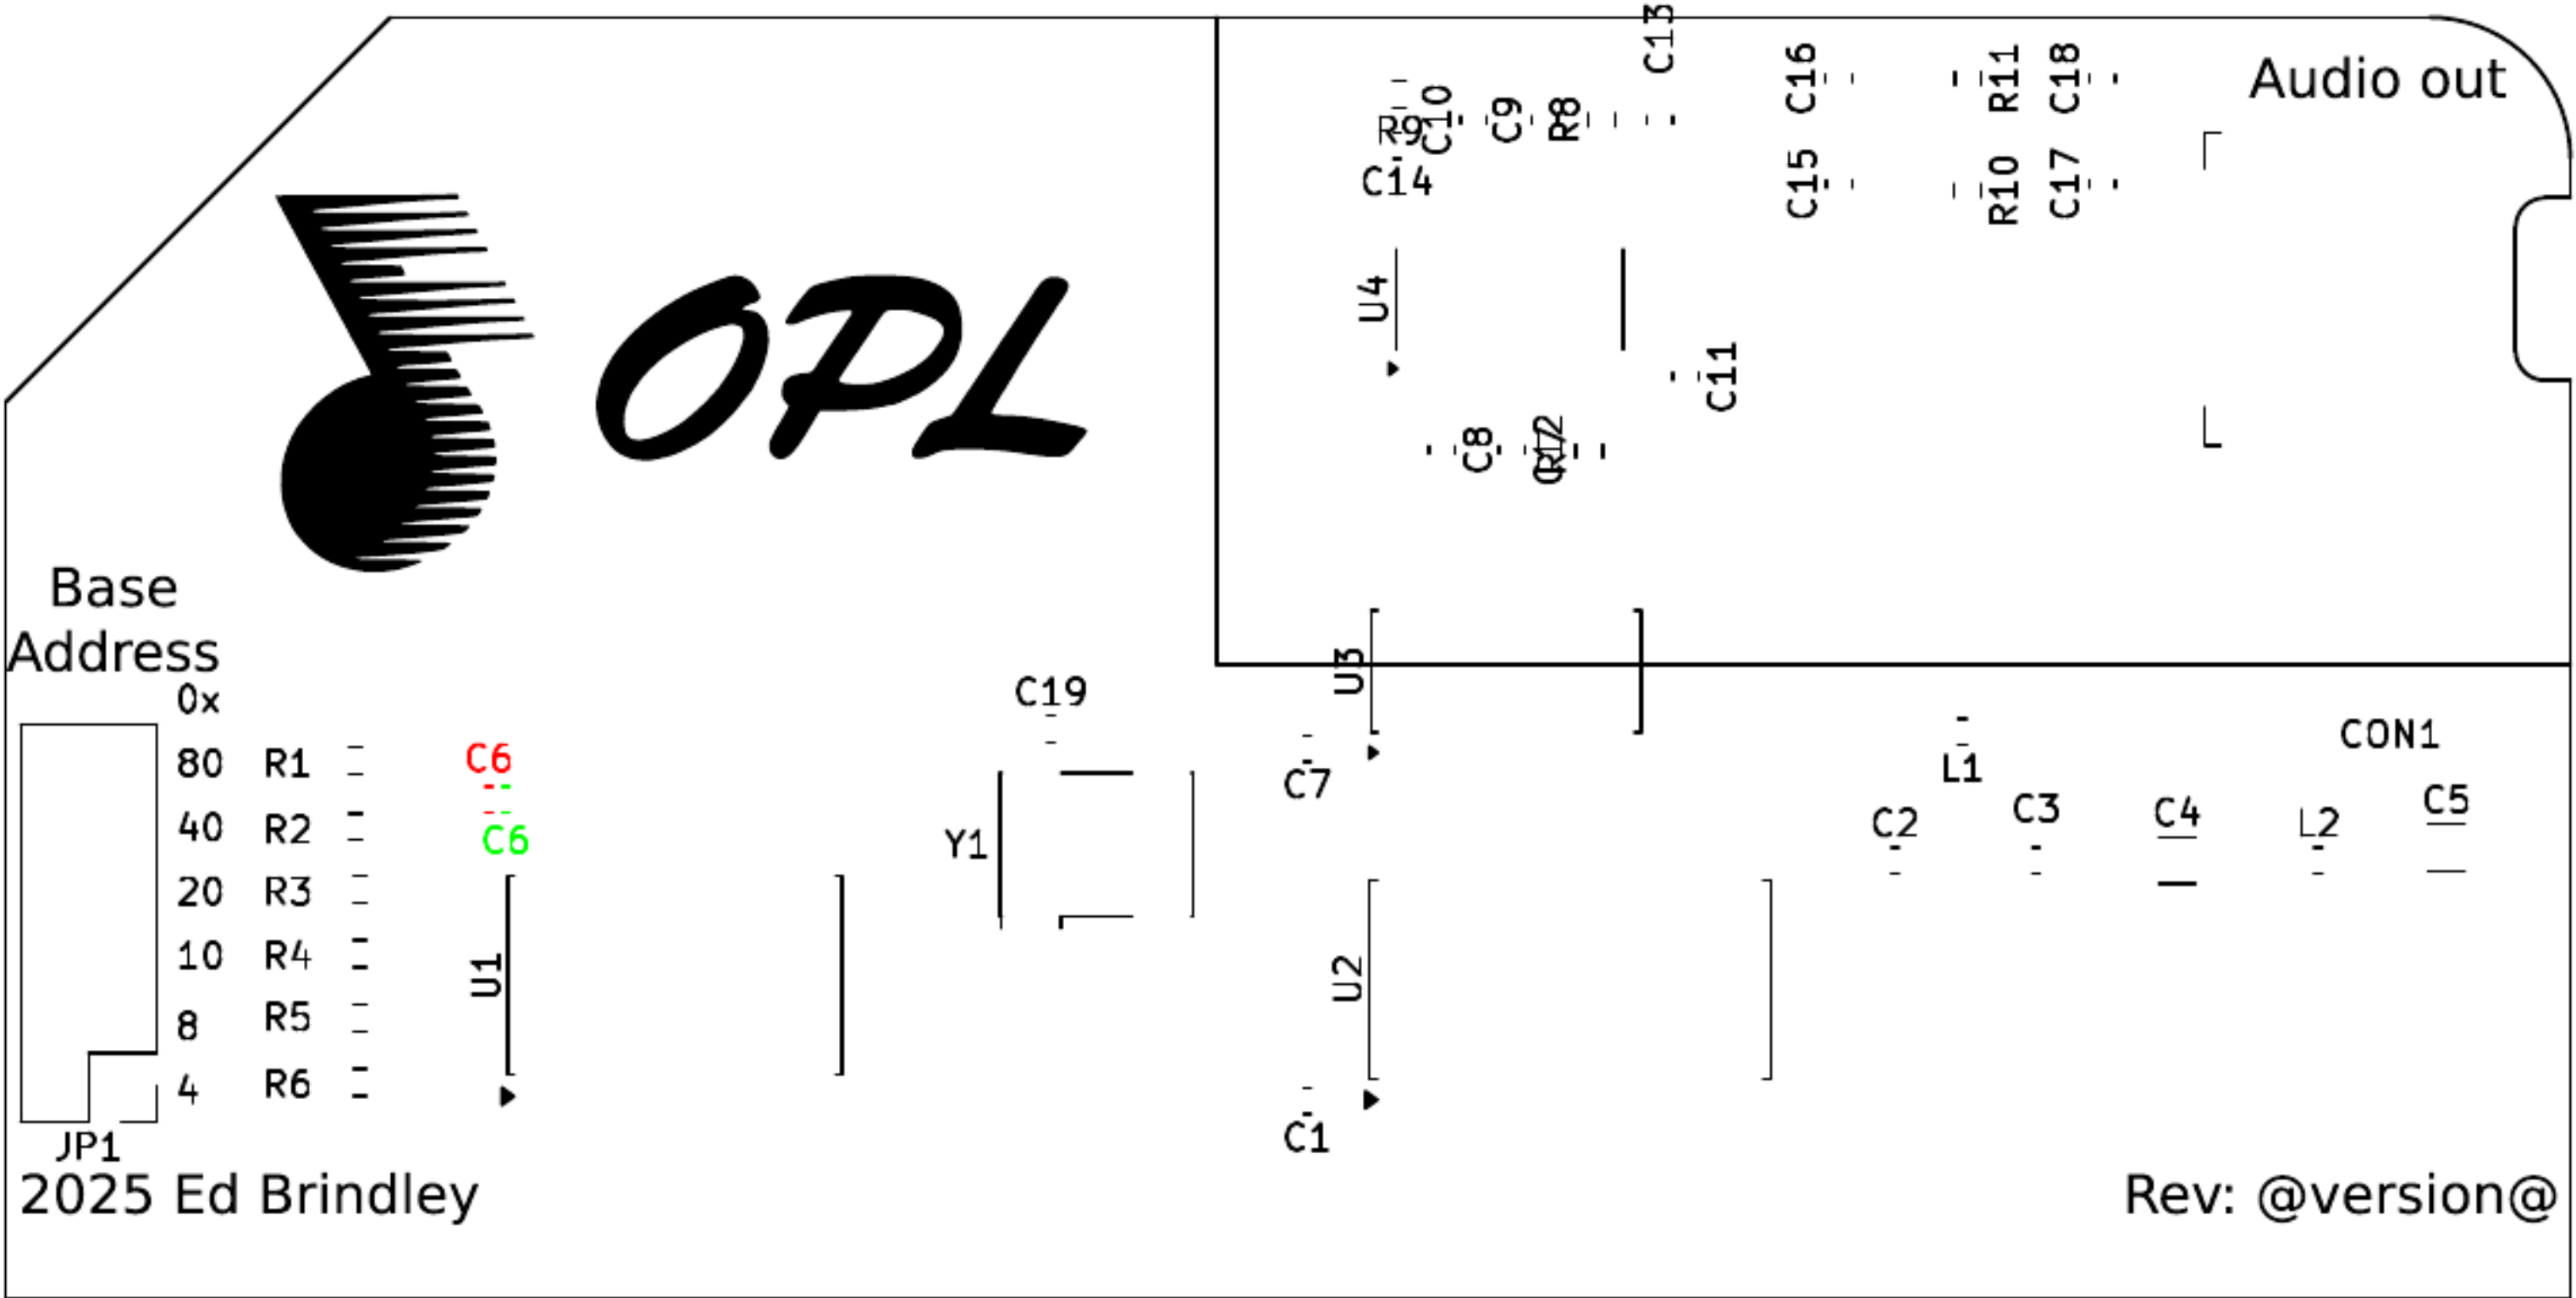 C13
C16
R11
C18
Audio out
C10
C9
R8
R9
C14
C15
R10
C17
OPL
U4
C11
C8
Base
Address
U3
0x
C19
CON1
80
R1
C6
C7
L1
40
R2
C6
Y1
C2
C3
C4
L2
C5
20
R3
10
R4
U1
U2
8
R5
4
R6
C1
JP1
2025 Ed Brindley
Rev: @version@